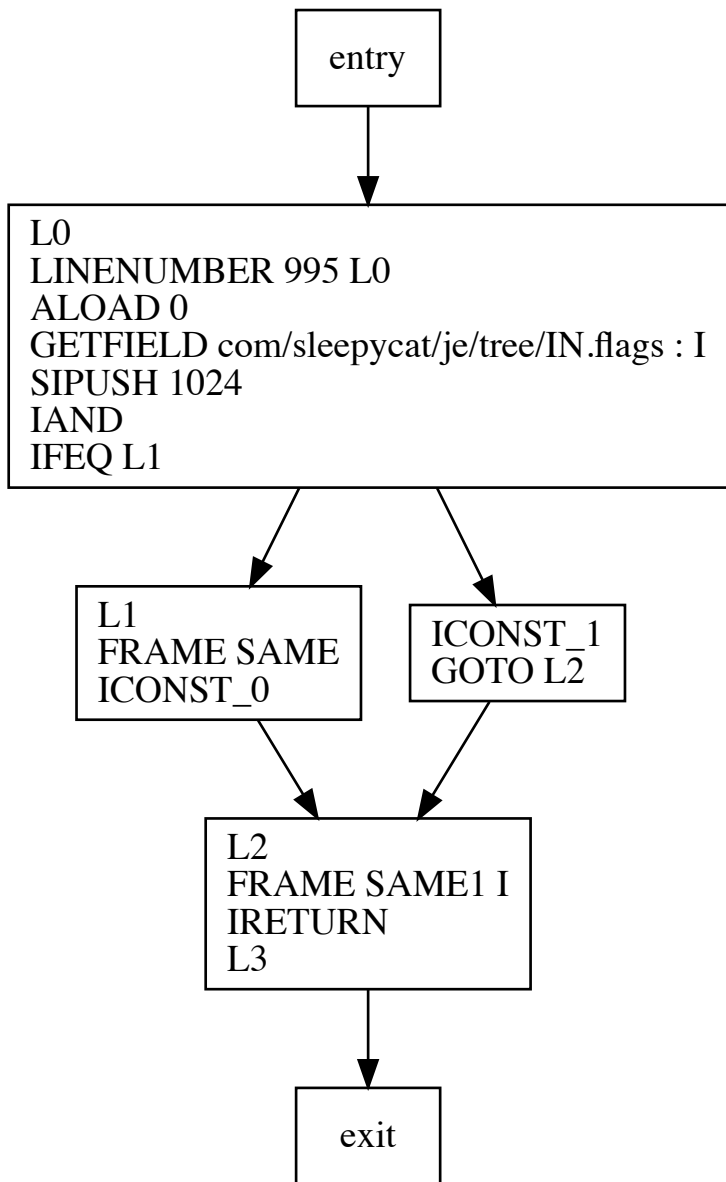 entry
L0
LINENUMBER 995 L0
ALOAD 0
GETFIELD com/sleepycat/je/tree/IN.flags : I
SIPUSH 1024
IAND
IFEQ L1
L1
FRAME SAME
ICONST_0
ICONST_1
GOTO L2
L2
FRAME SAME1 I
IRETURN
L3
exit